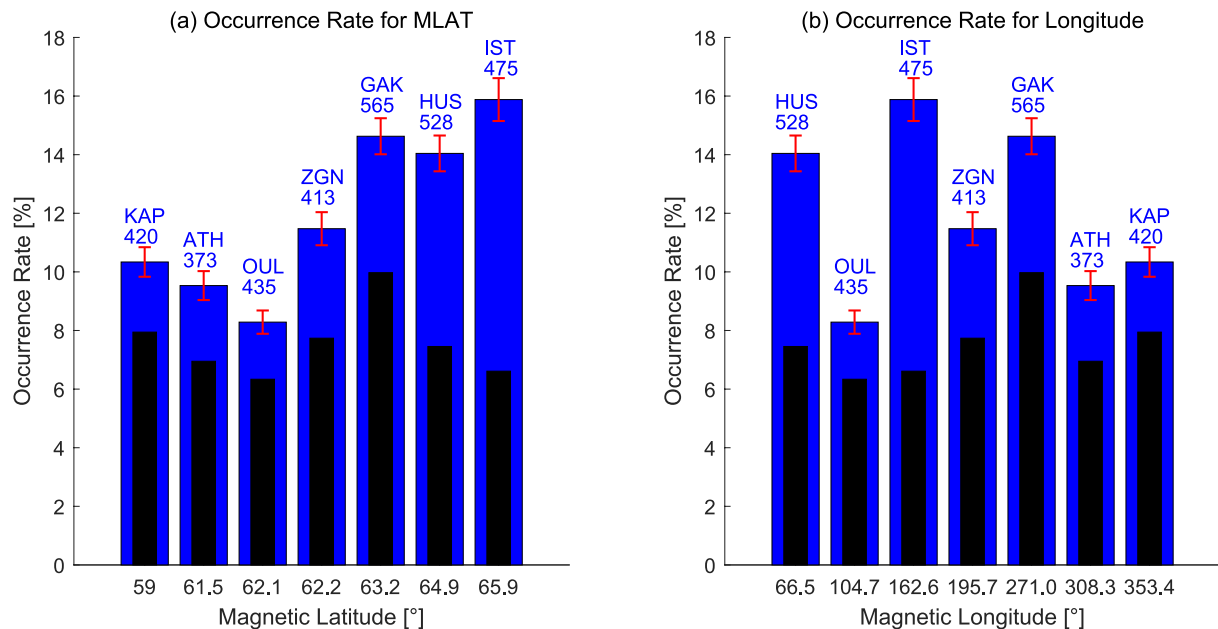 (a) Occurrence Rate for MLAT
18
16
14
12
10
8
6
4
2
0
Occurrence Rate [%]
KAP
420
ATH
373
OUL
435
ZGN
413
GAK
565
HUS
528
IST
475
59 61.5 62.1 62.2 63.2 64.9 65.9
Magnetic Latitude [°]
(b) Occurrence Rate for Longitude
18
16
14
12
10
8
6
4
2
0
Occurrence Rate [%]
HUS
528
OUL
435
IST
475
ZGN
413
GAK
565
ATH
373
KAP
420
66.5 104.7 162.6 195.7 271.0 308.3 353.4
Magnetic Longitude [°]